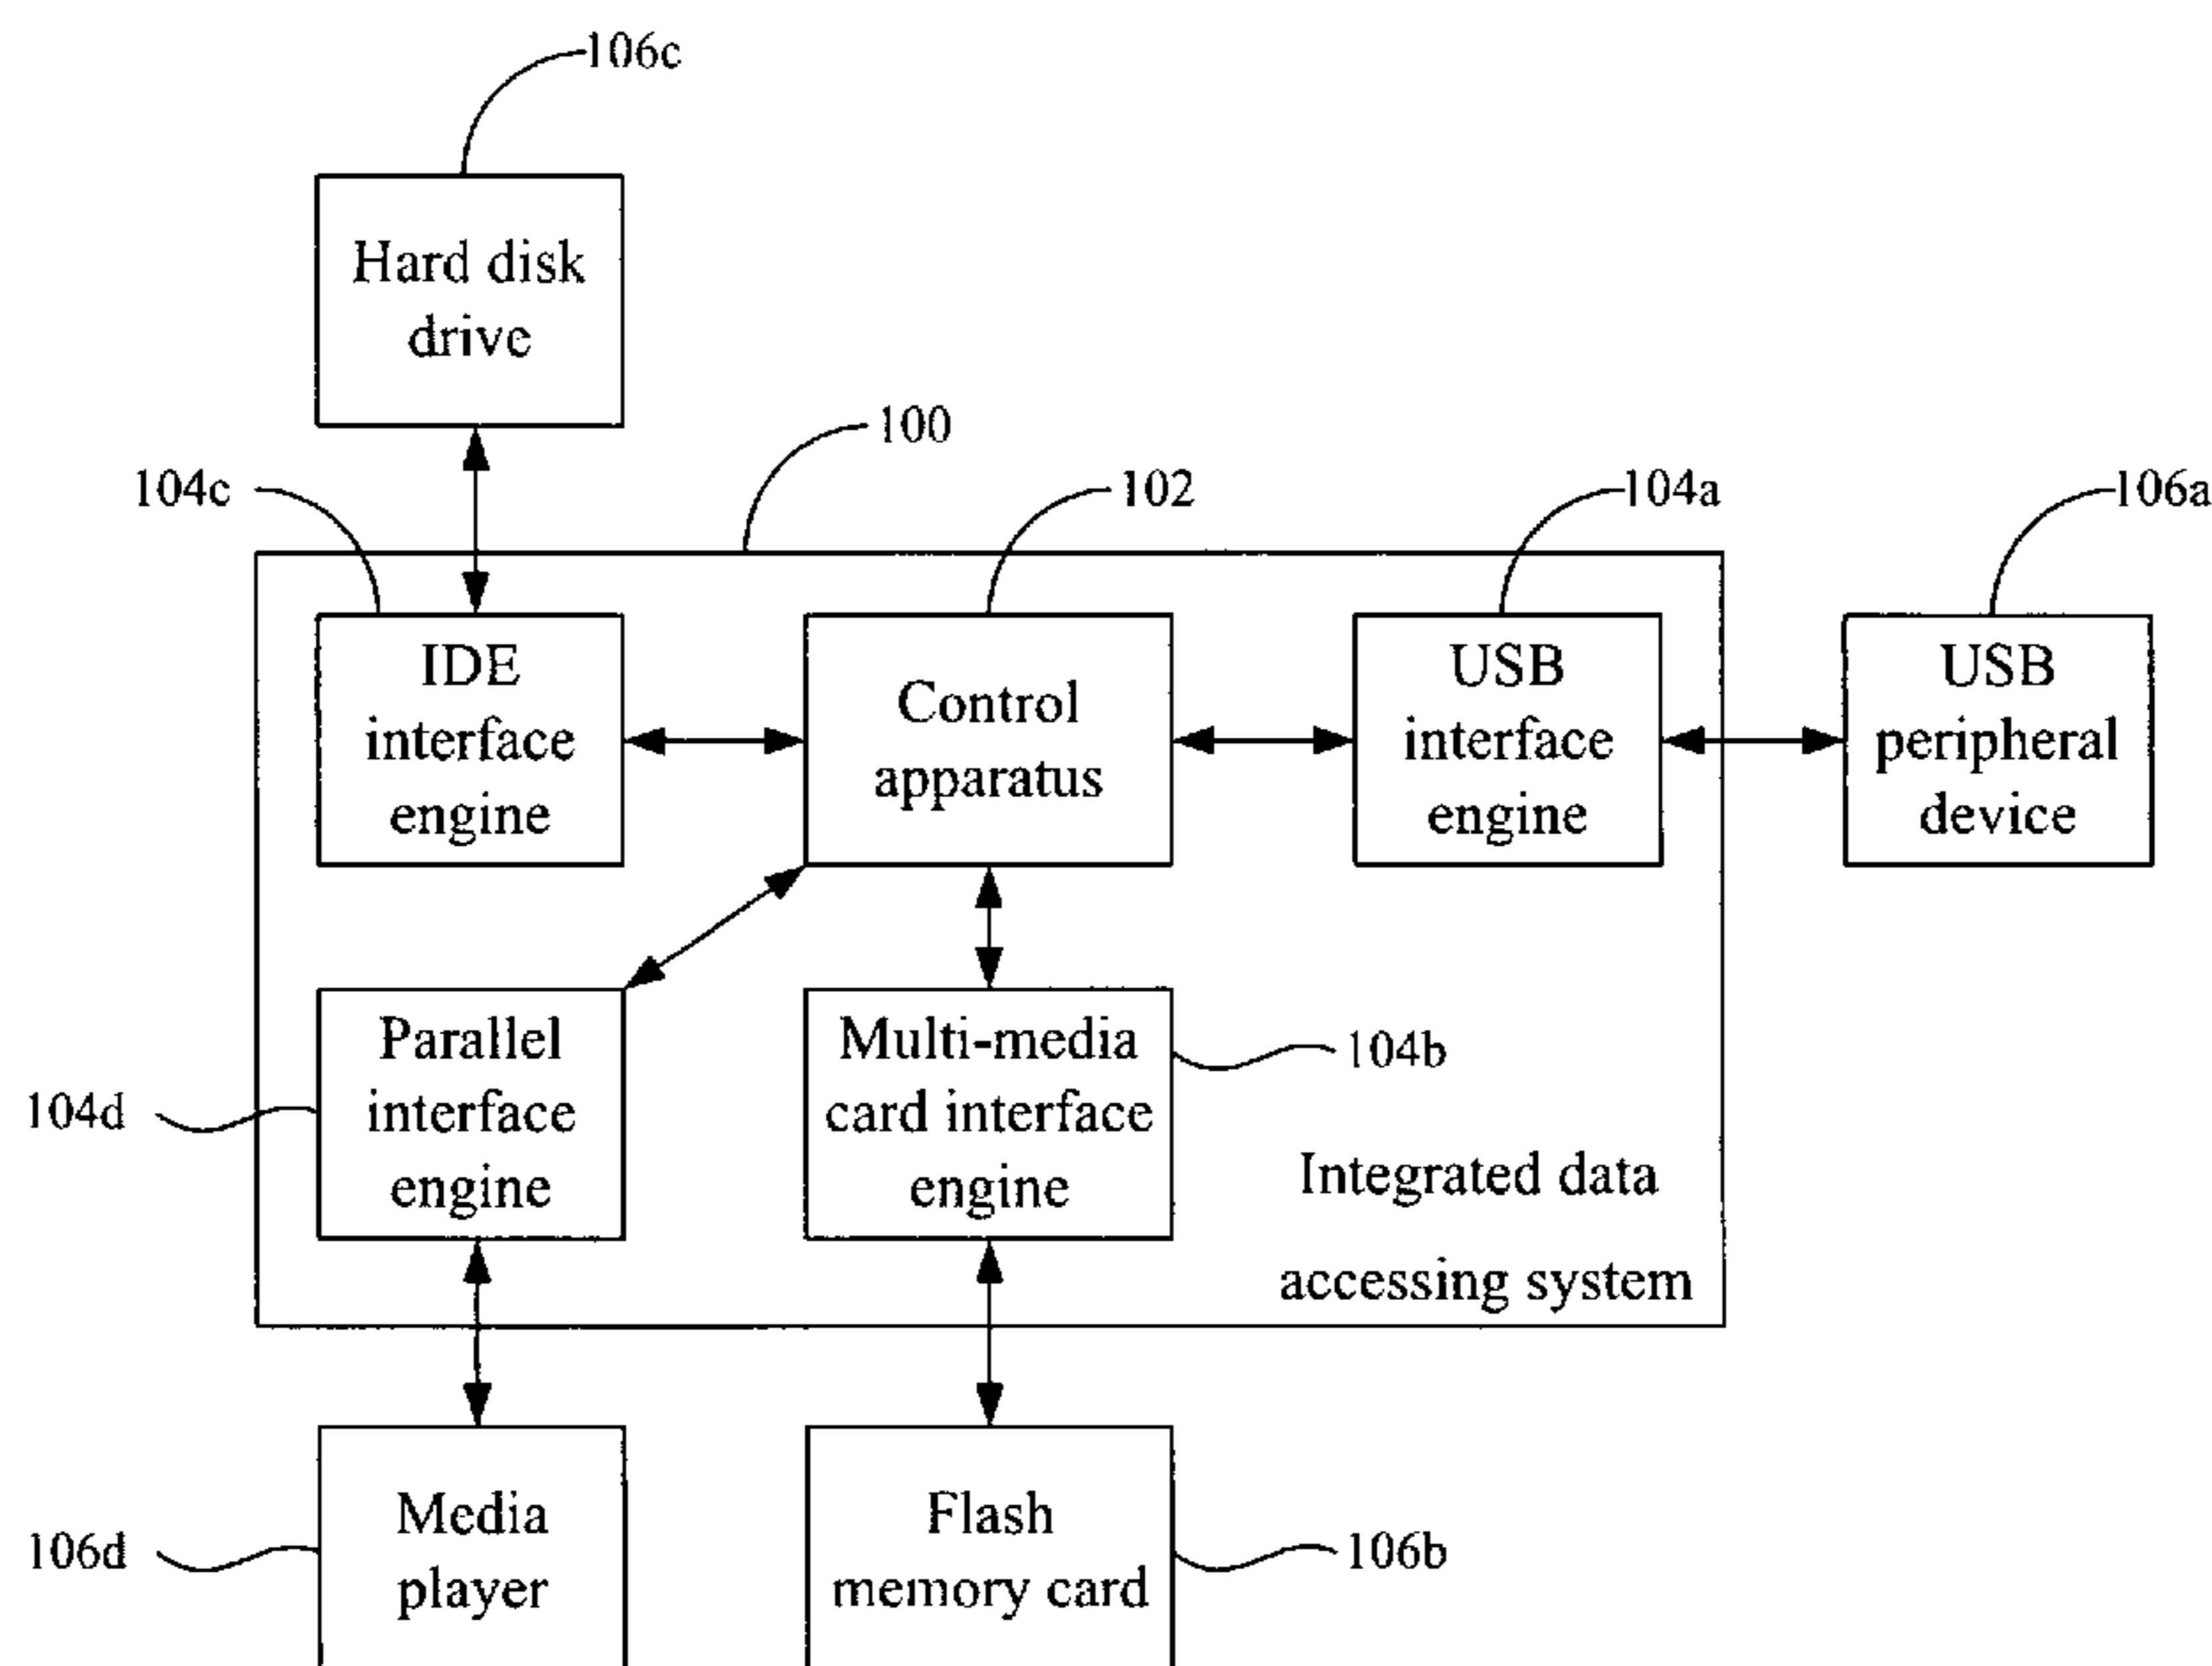 106c
Hard disk
drive
100
104c
102
104a
106a
IDE
interface
engine
Control
apparatus
USB
interface
engine
USB
peripheral
device
Parallel
interface
engine
Multi-media
card interface
engine
104b
104d
Integrated data
accessing system
Media
player
Flash
memory card
106d
106b